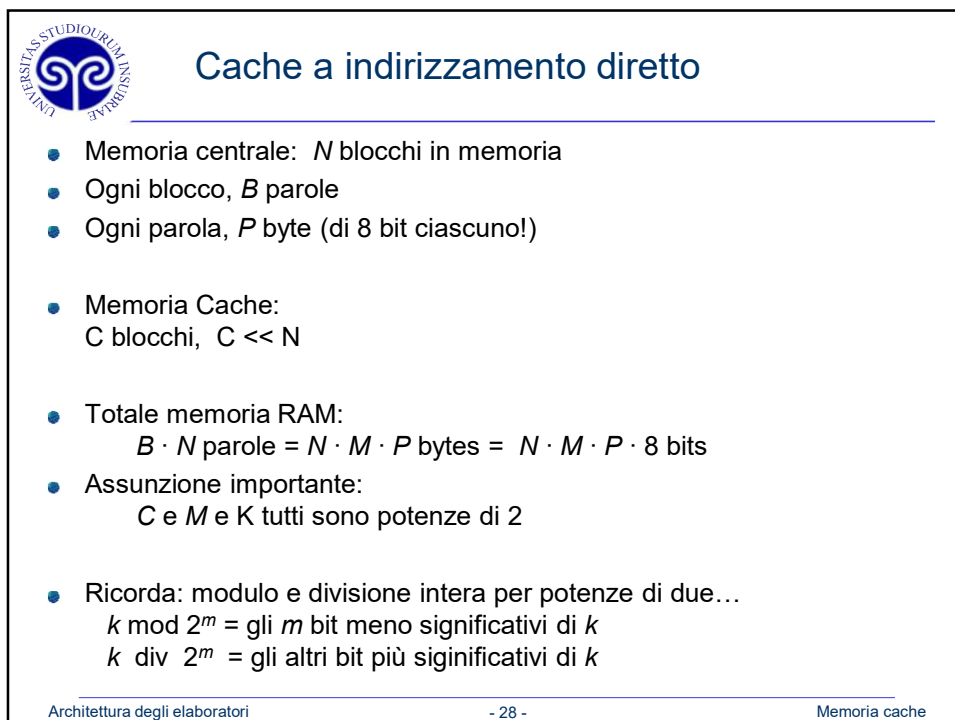 UNIVERSITAS STUDIOURUM INSUBRIAE
Cache a indirizzamento diretto
Memoria centrale: N blocchi in memoria
Ogni blocco, B parole
Ogni parola, P byte (di 8 bit ciascuno!)
Memoria Cache:
C blocchi, C << N
Totale memoria RAM:
B · N parole = N · M · P bytes = N · M · P · 8 bits
Assunzione importante:
C e M e K tutti sono potenze di 2
Ricorda: modulo e divisione intera per potenze di due…
k mod 2ᵐ = gli m bit meno significativi di k
k div 2ᵐ = gli altri bit più siginificativi di k
Architettura degli elaboratori - 28 - Memoria cache